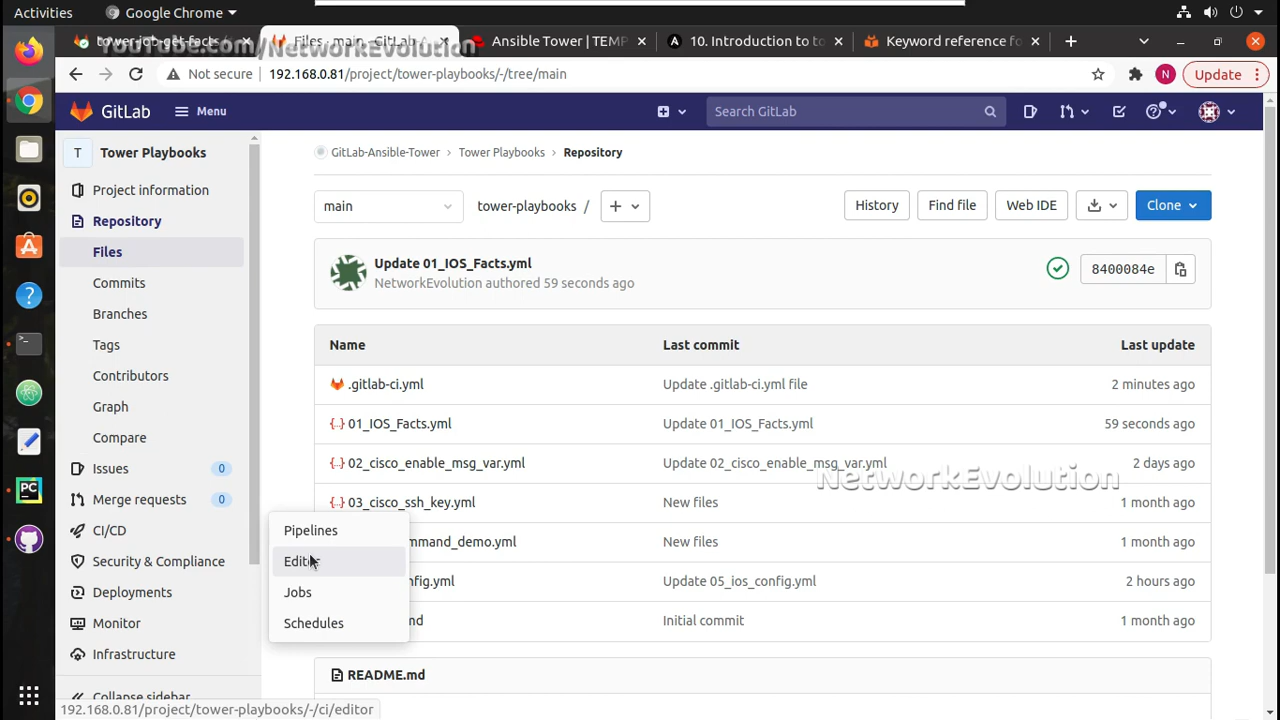 Activities
Google Chrome
tower-job-get-facts
Files · main · GitLab-A
Ansible Tower | TEMP
10. Introduction to to
Keyword reference fo
youtube.com/NetworkEvolution
Not secure
192.168.0.81/project/tower-playbooks/-/tree/main
N
Update
GitLab
Menu
Search GitLab
T
Tower Playbooks
Project information
Repository
Files
Commits
Branches
Tags
Contributors
Graph
Compare
Issues 0
Merge requests 0
CI/CD
Security & Compliance
Deployments
Monitor
Infrastructure
Collapse sidebar
GitLab-Ansible-Tower › Tower Playbooks › Repository
main
tower-playbooks /
+
History
Find file
Web IDE
Clone
Update 01_IOS_Facts.yml
NetworkEvolution authored 59 seconds ago
8400084e
Name Last commit Last update
.gitlab-ci.yml Update .gitlab-ci.yml file 2 minutes ago
01_IOS_Facts.yml Update 01_IOS_Facts.yml 59 seconds ago
02_cisco_enable_msg_var.yml Update 02_cisco_enable_msg_var.yml 2 days ago
NetworkEvolution
03_cisco_ssh_key.yml New files 1 month ago
mmand_demo.yml New files 1 month ago
nfig.yml Update 05_ios_config.yml 2 hours ago
md Initial commit 1 month ago
Pipelines
Editor
Jobs
Schedules
README.md
PC
192.168.0.81/project/tower-playbooks/-/ci/editor